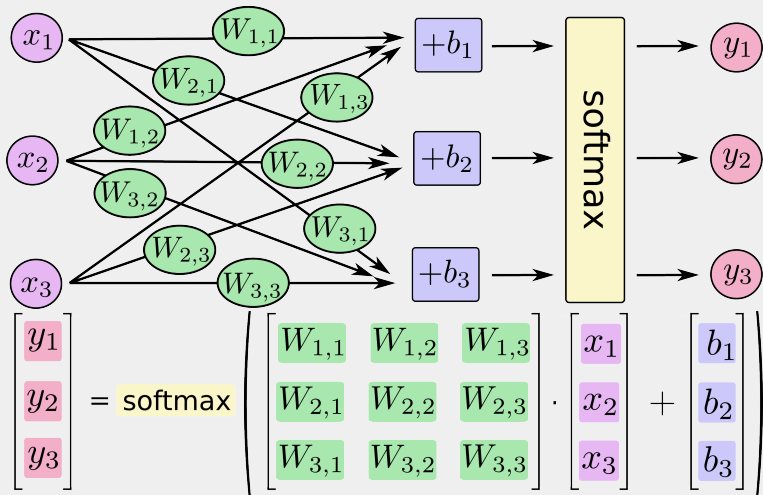 x₁ W₁,₁ +b₁ y₁
W₂,₁ W₁,₃
W₁,₂
x₂ W₂,₂ +b₂ softmax y₂
W₃,₂
W₂,₃ W₃,₁
x₃ W₃,₃ +b₃ y₃
[y₁ y₂ y₃] = softmax ( [W₁,₁ W₁,₂ W₁,₃
W₂,₁ W₂,₂ W₂,₃
W₃,₁ W₃,₂ W₃,₃] · [x₁ x₂ x₃] + [b₁ b₂ b₃] )